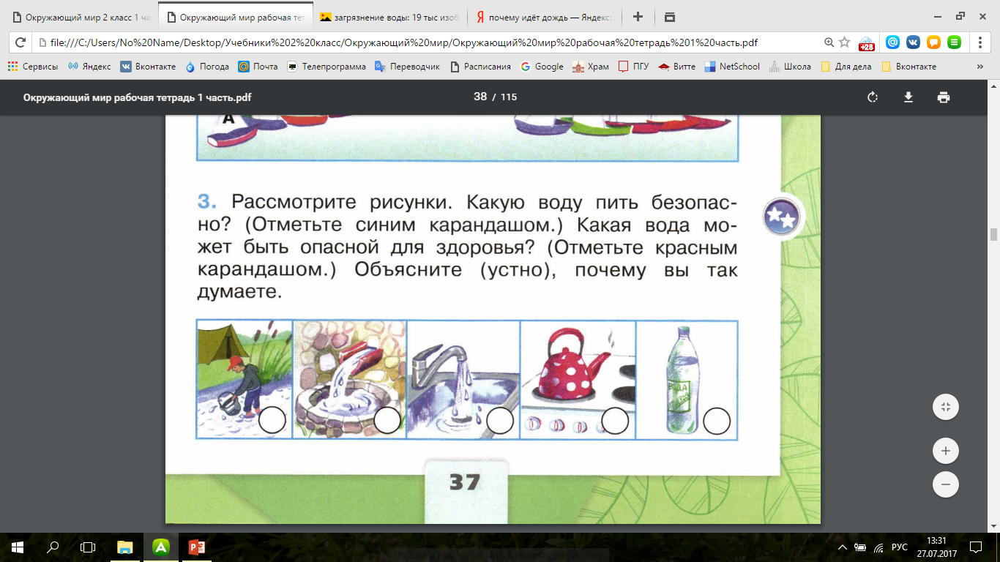 Окружающий мир 2 класс 1 ча
Окружающий мир рабочая тет
загрязнение воды: 19 тыс изоб
почему идёт дождь — Яндекс:
file:///C:/Users/No%20Name/Desktop/Учебники%202%20класс/Окружающий%20мир/Окружающий%20мир%20рабочая%20тетрадь%201%20часть.pdf
+28
Сервисы Яндекс Вконтакте Погода Почта Телепрограмма Переводчик Расписания Google Храм ПГУ Витте NetSchool Школа Для дела Вконтакте »
Окружающий мир рабочая тетрадь 1 часть.pdf
38 / 115
А
3. Рассмотрите рисунки. Какую воду пить безопас-
но? (Отметьте синим карандашом.) Какая вода мо-
жет быть опасной для здоровья? (Отметьте красным
карандашом.) Объясните (устно), почему вы так
думаете.
ВОДА
37
РУС
13:31
27.07.2017